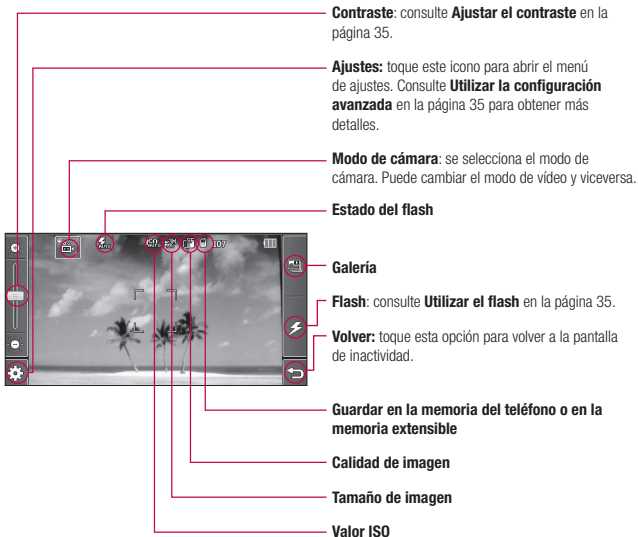 Contraste: consulte Ajustar el contraste en la
página 35.
Ajustes: toque este icono para abrir el menú
de ajustes. Consulte Utilizar la configuración
avanzada en la página 35 para obtener más
detalles.
Modo de cámara: se selecciona el modo de
cámara. Puede cambiar el modo de vídeo y viceversa.
Estado del flash
AUTO
ISO
AUTO
107
Galería
Flash: consulte Utilizar el flash en la página 35.
Volver: toque esta opción para volver a la pantalla
de inactividad.
Guardar en la memoria del teléfono o en la
memoria extensible
Calidad de imagen
Tamaño de imagen
Valor ISO